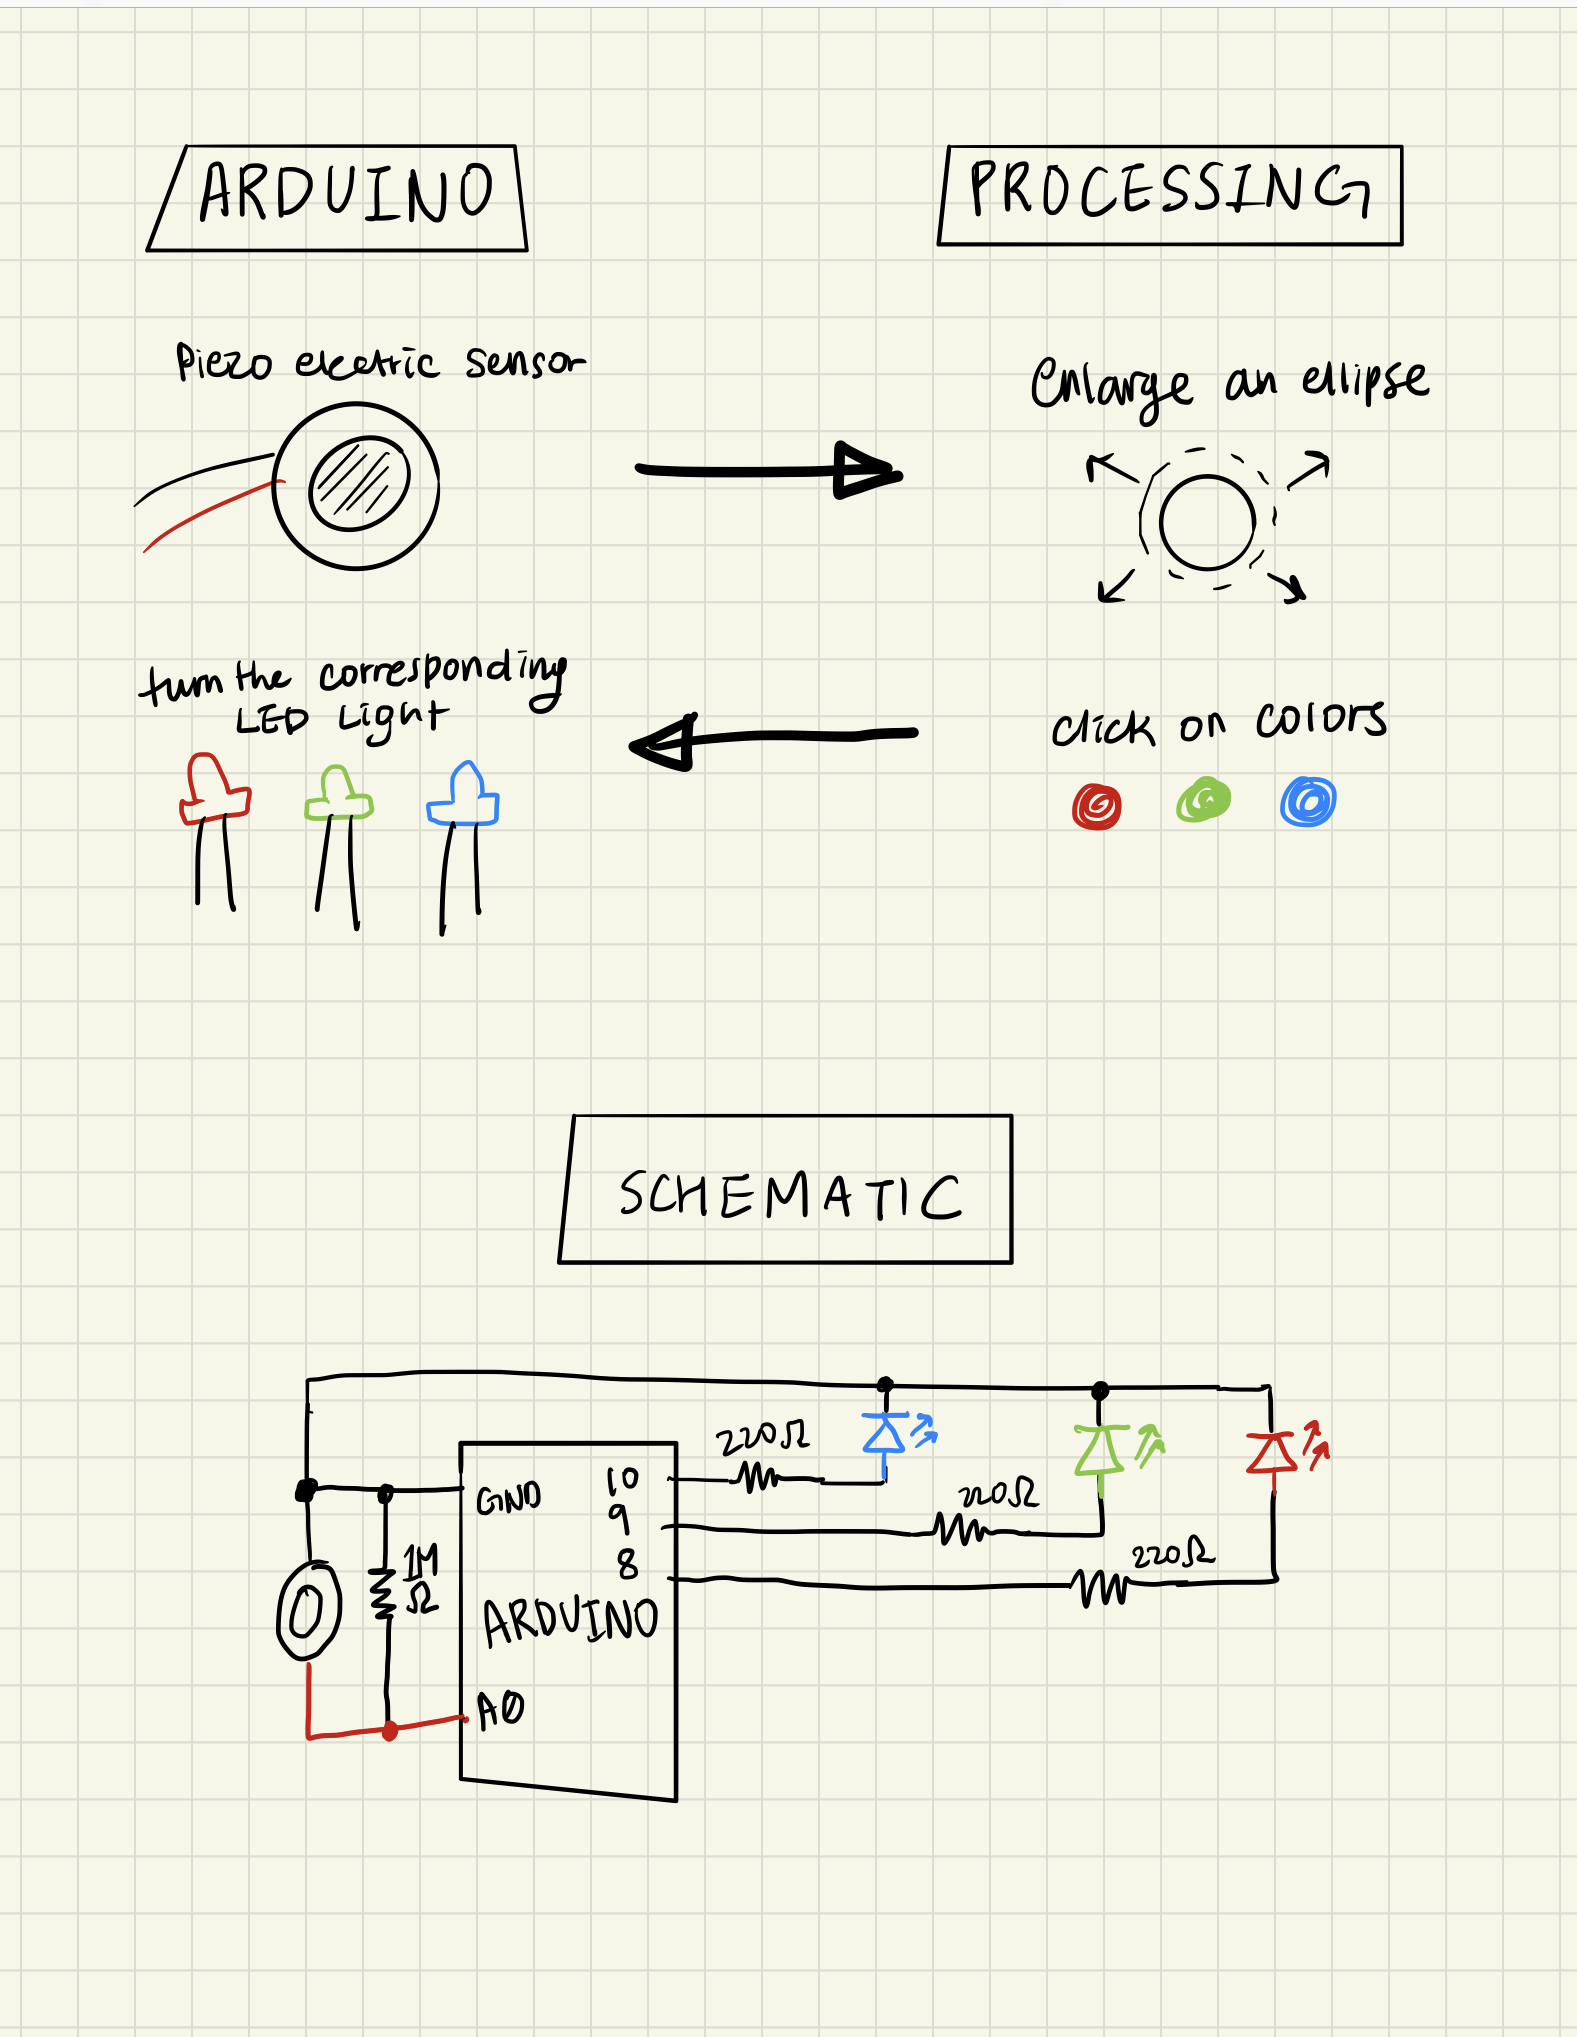 ARDUINO
PROCESSING
Piezo electric sensor
Enlarge an ellipse
turn the corresponding
LED Light
click on colors
SCHEMATIC
220Ω
10
GND
9
220Ω
8
1M
Ω
220Ω
ARDUINO
A0